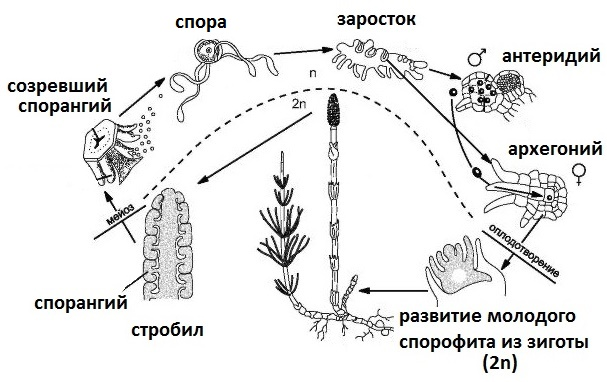 спора
заросток
♂
антеридий
созревший
спорангий
n
2n
архегоний
♀
мейоз
оплодотворение
спорангий
стробил
развитие молодого
спорофита из зиготы
(2n)